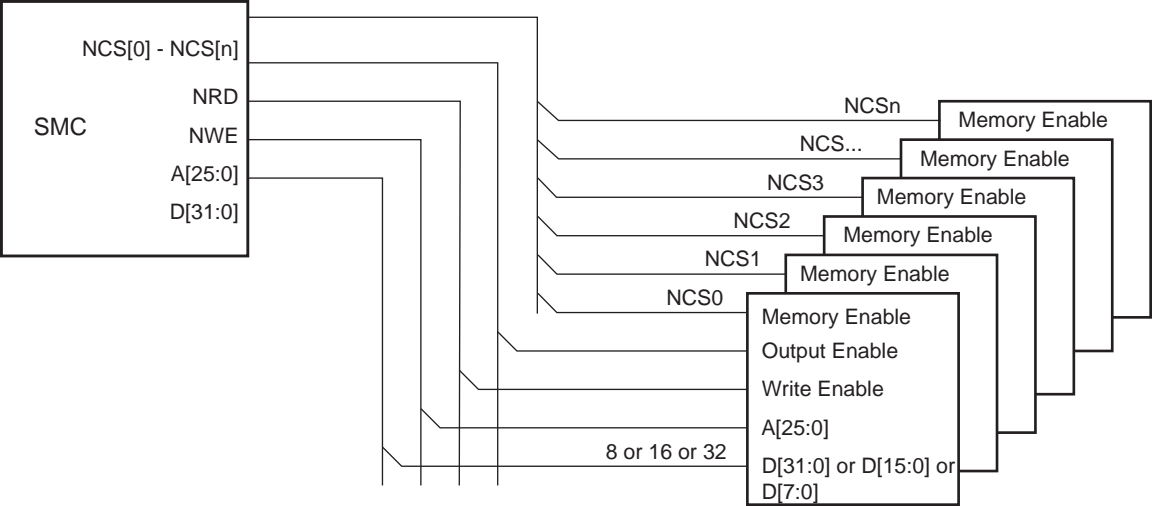 NCS[0] - NCS[n]
NRD
SMC
NWE
A[25:0]
D[31:0]
NCSn
Memory Enable
NCS...
Memory Enable
NCS3
Memory Enable
NCS2
Memory Enable
NCS1
Memory Enable
NCS0
Memory Enable
Output Enable
Write Enable
A[25:0]
8 or 16 or 32
D[31:0] or D[15:0] or
D[7:0]